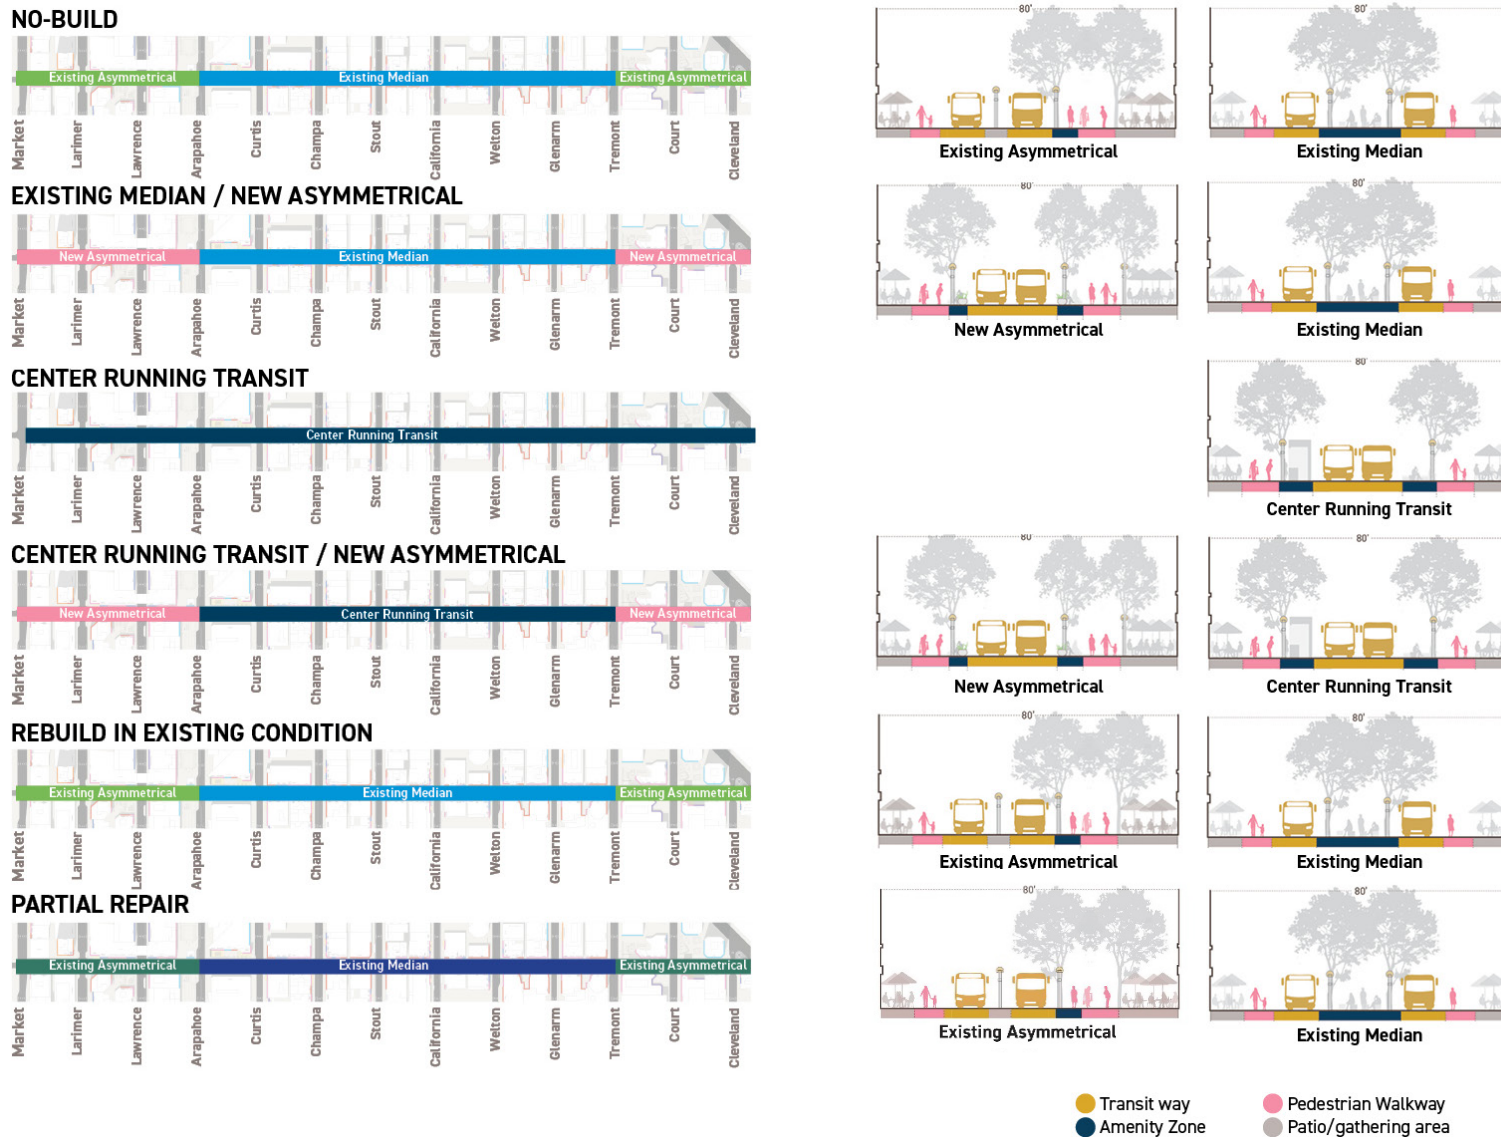 NO-BUILD
Existing Asymmetrical Existing Median Existing Asymmetrical
Market Larimer Lawrence Arapahoe Curtis Champa Stout California Welton Glenarm Tremont Court Cleveland
80' 80'
Existing Asymmetrical Existing Median
EXISTING MEDIAN / NEW ASYMMETRICAL
New Asymmetrical Existing Median New Asymmetrical
Market Larimer Lawrence Arapahoe Curtis Champa Stout California Welton Glenarm Tremont Court Cleveland
80' 80'
New Asymmetrical Existing Median
CENTER RUNNING TRANSIT
Center Running Transit
Market Larimer Lawrence Arapahoe Curtis Champa Stout California Welton Glenarm Tremont Court Cleveland
80'
Center Running Transit
CENTER RUNNING TRANSIT / NEW ASYMMETRICAL
New Asymmetrical Center Running Transit New Asymmetrical
Market Larimer Lawrence Arapahoe Curtis Champa Stout California Welton Glenarm Tremont Court Cleveland
80' 80'
New Asymmetrical Center Running Transit
REBUILD IN EXISTING CONDITION
Existing Asymmetrical Existing Median Existing Asymmetrical
Market Larimer Lawrence Arapahoe Curtis Champa Stout California Welton Glenarm Tremont Court Cleveland
80' 80'
Existing Asymmetrical Existing Median
PARTIAL REPAIR
Existing Asymmetrical Existing Median Existing Asymmetrical
Market Larimer Lawrence Arapahoe Curtis Champa Stout California Welton Glenarm Tremont Court Cleveland
80' 80'
Existing Asymmetrical Existing Median
Transit way Pedestrian Walkway
Amenity Zone Patio/gathering area